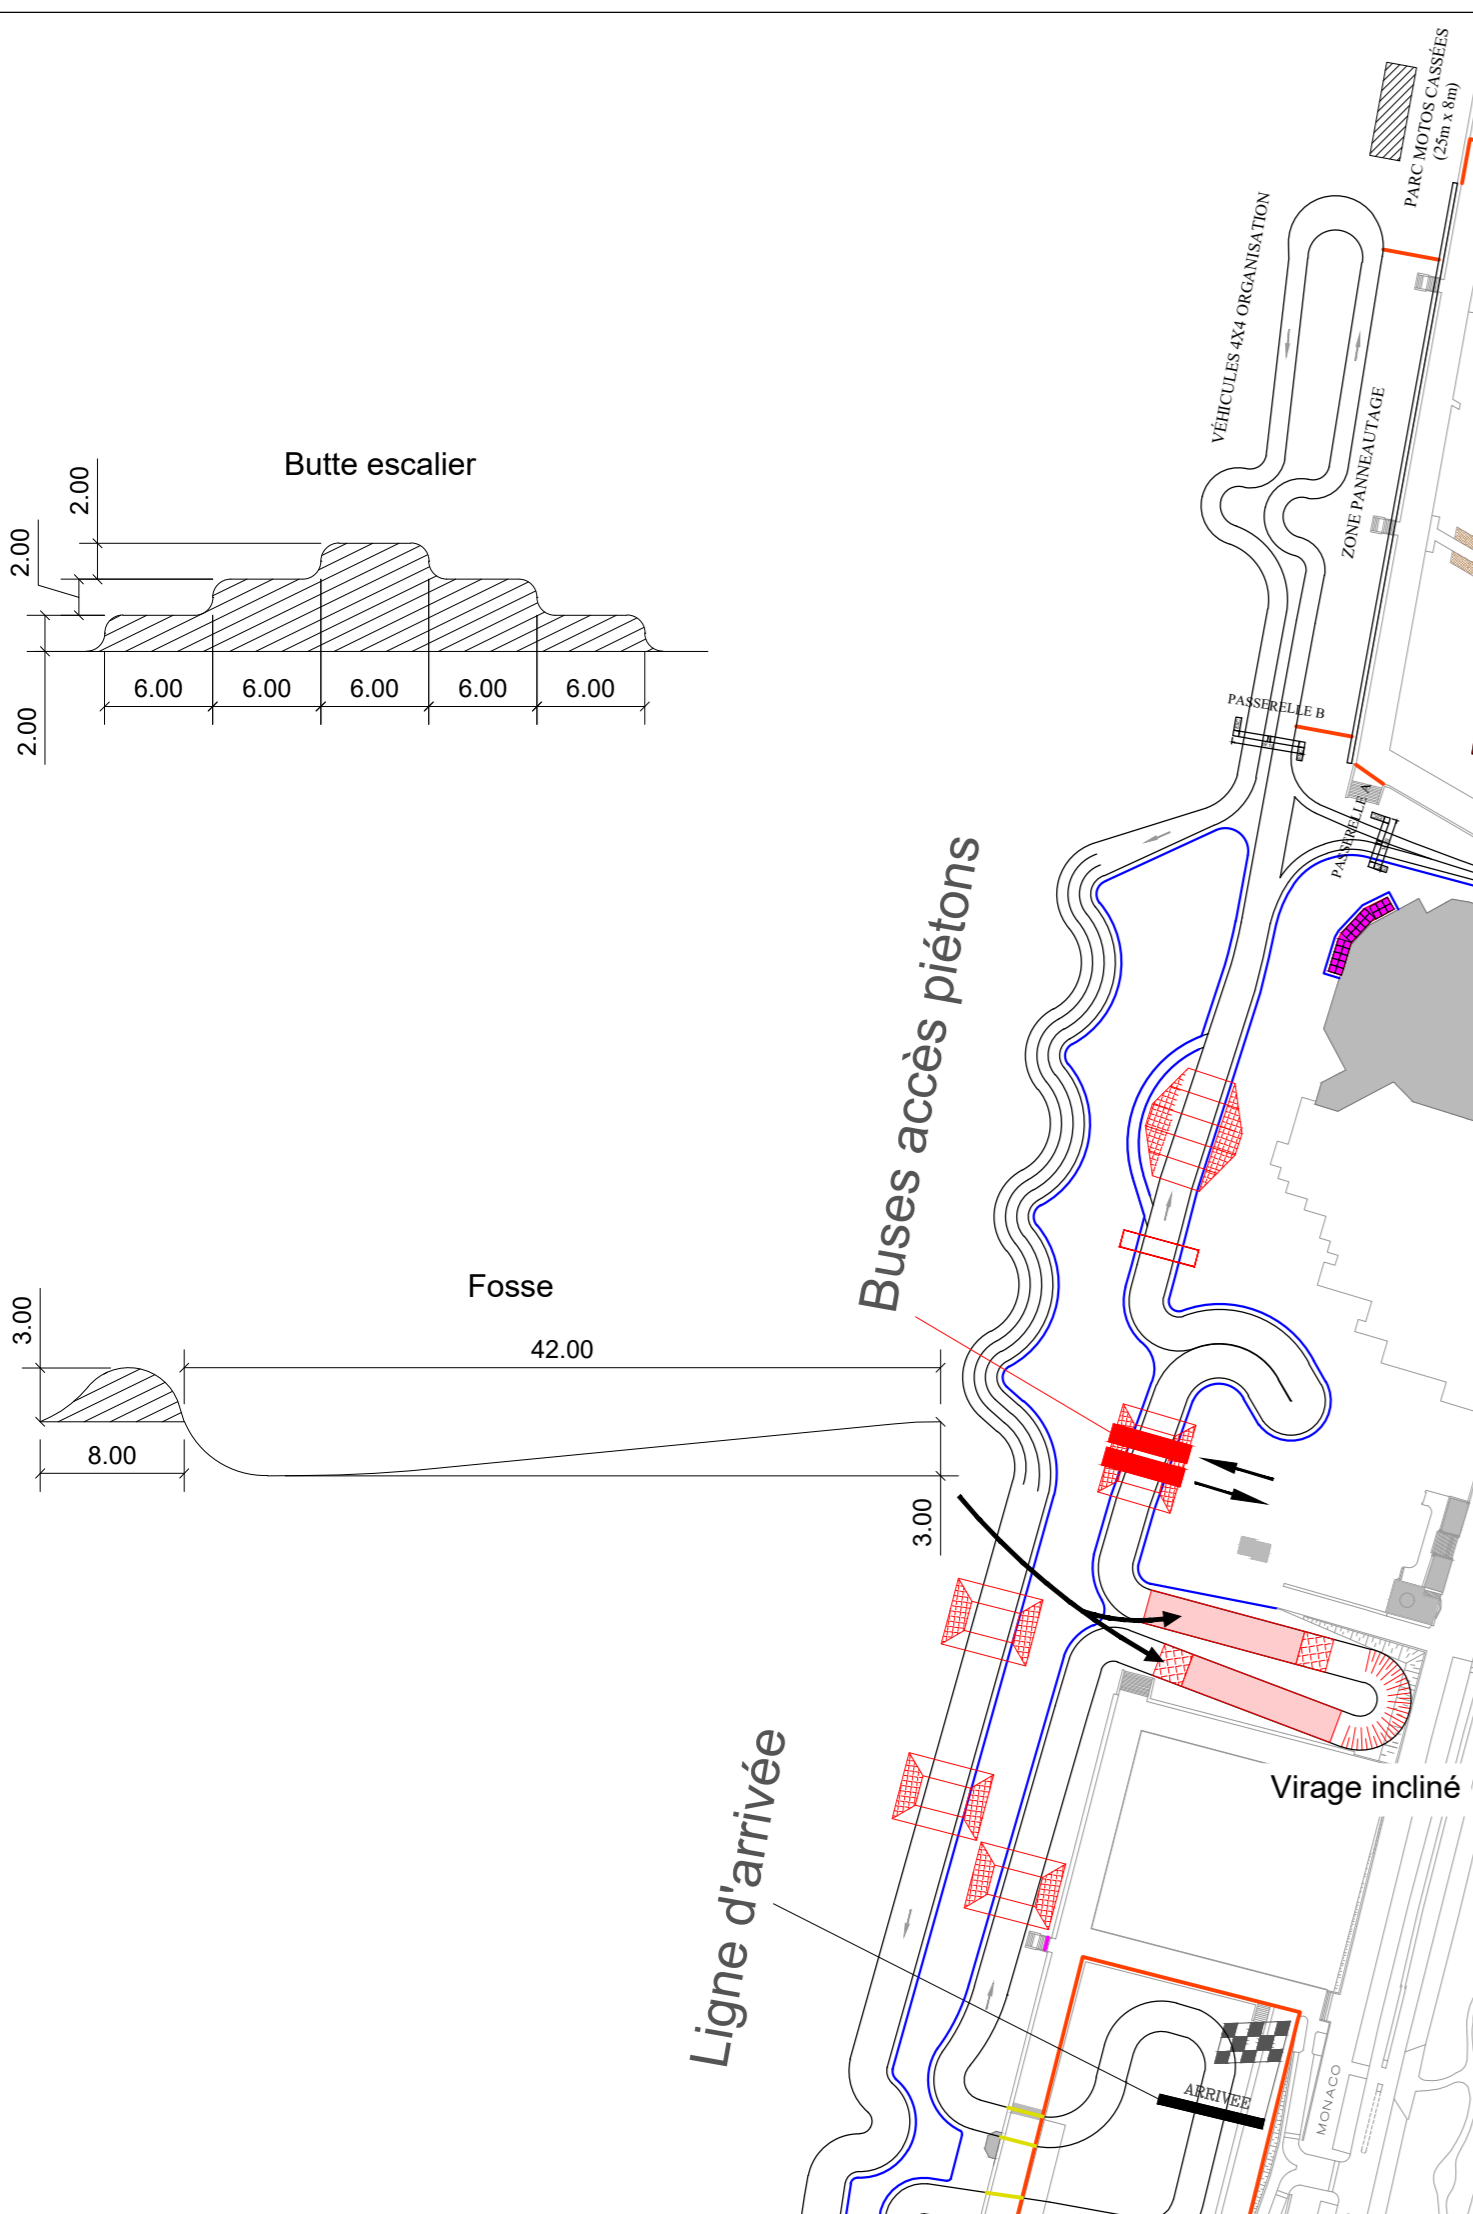 PARC MOTOS CASSÉES
(25m x 8m)
VÉHICULES 4X4 ORGANISATION
ZONE PANNEAUTAGE
Butte escalier
2.00
2.00
2.00
6.00
6.00
6.00
6.00
6.00
PASSERELLE B
PASSERELLE A
Buses accès piétons
Fosse
3.00
42.00
8.00
3.00
Virage incliné
Ligne d'arrivée
ARRIVEE
MONACO